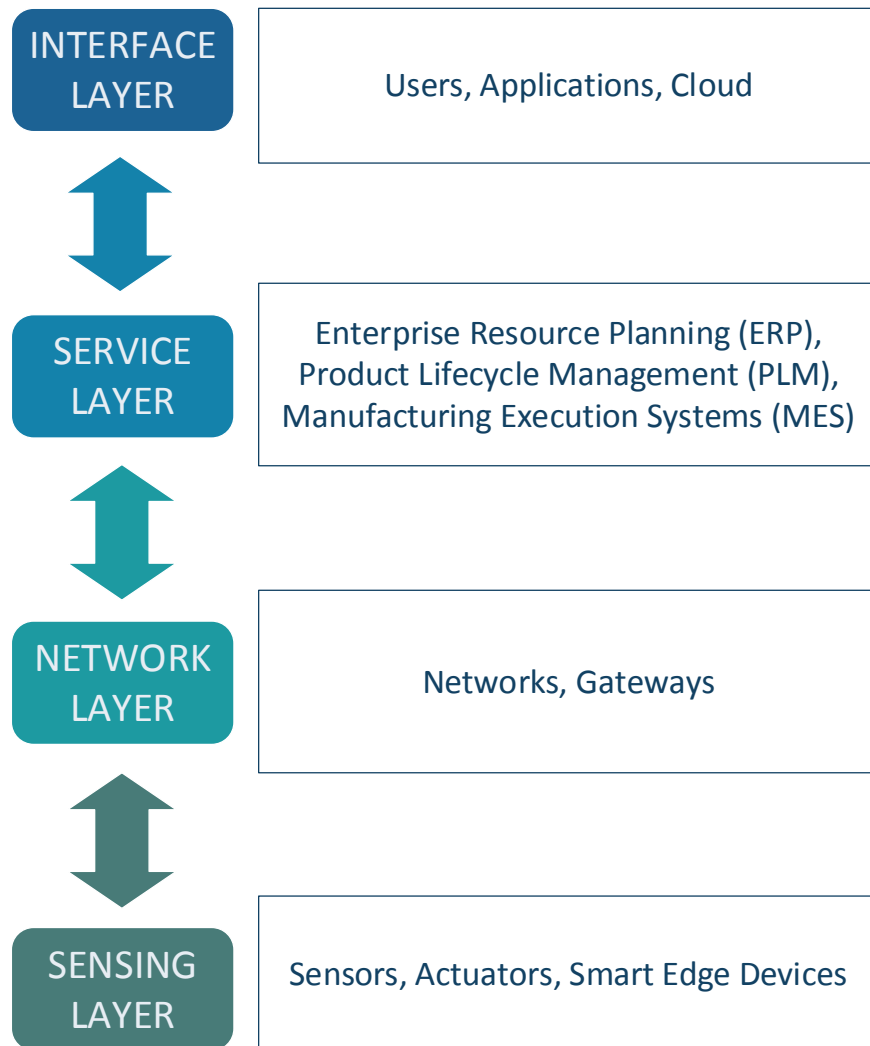 INTERFACE
LAYER
Users, Applications, Cloud
SERVICE
LAYER
Enterprise Resource Planning (ERP),
Product Lifecycle Management (PLM),
Manufacturing Execution Systems (MES)
NETWORK
LAYER
Networks, Gateways
SENSING
LAYER
Sensors, Actuators, Smart Edge Devices